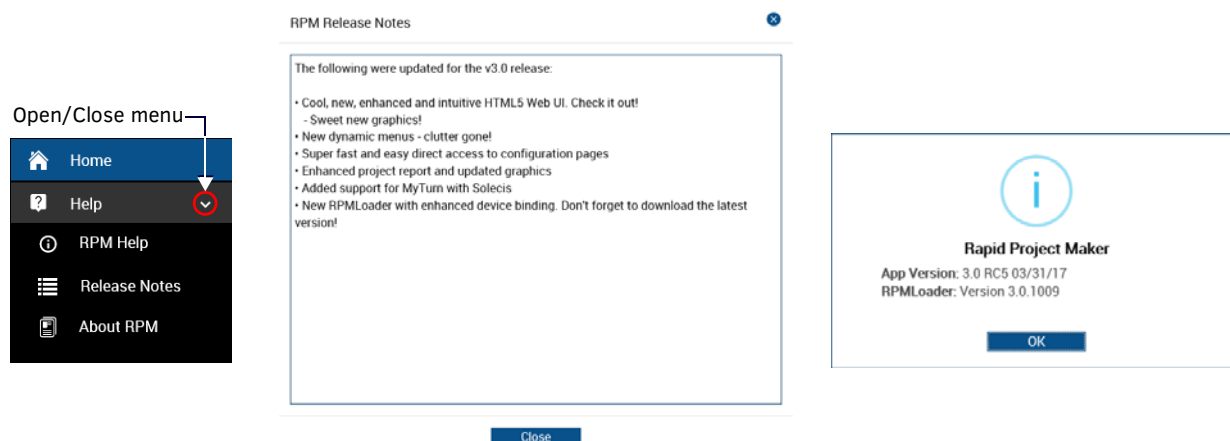 Open/Close menu
Home
? Help
RPM Help
Release Notes
About RPM
RPM Release Notes
The following were updated for the v3.0 release:
• Cool, new, enhanced and intuitive HTML5 Web UI. Check it out!
- Sweet new graphics!
• New dynamic menus - clutter gone!
• Super fast and easy direct access to configuration pages
• Enhanced project report and updated graphics
• Added support for MyTurn with Solecis
• New RPMLoader with enhanced device binding. Don't forget to download the latest
version!
Close
i
Rapid Project Maker
App Version: 3.0 RC5 03/31/17
RPMLoader: Version 3.0.1009
OK